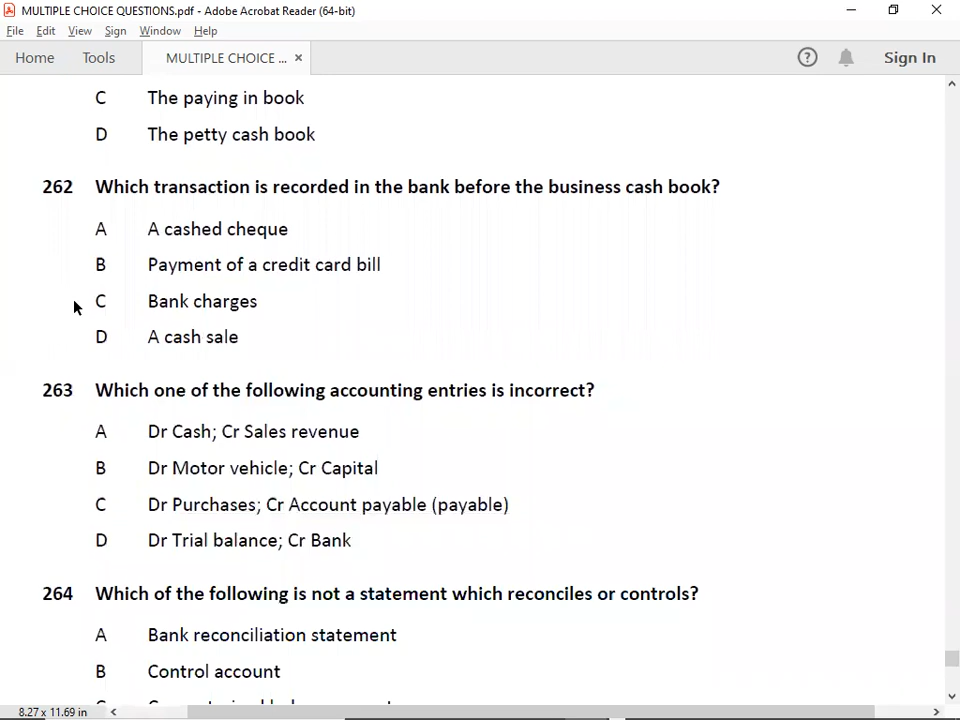 MULTIPLE CHOICE QUESTIONS.pdf - Adobe Acrobat Reader (64-bit)
File Edit View Sign Window Help
Home Tools MULTIPLE CHOICE ... × ? Sign In
C The paying in book
D The petty cash book
262 Which transaction is recorded in the bank before the business cash book?
A A cashed cheque
B Payment of a credit card bill
C Bank charges
D A cash sale
263 Which one of the following accounting entries is incorrect?
A Dr Cash; Cr Sales revenue
B Dr Motor vehicle; Cr Capital
C Dr Purchases; Cr Account payable (payable)
D Dr Trial balance; Cr Bank
264 Which of the following is not a statement which reconciles or controls?
A Bank reconciliation statement
B Control account
8.27 x 11.69 in